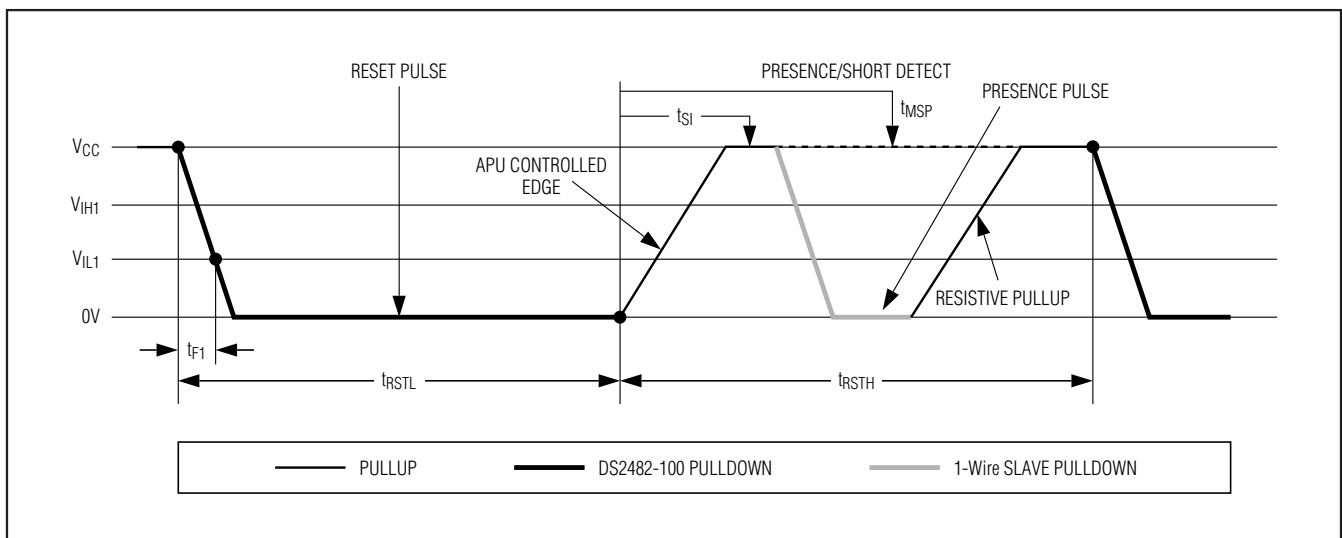 RESET PULSE
PRESENCE/SHORT DETECT
PRESENCE PULSE
tMSP
tSI
VCC
APU CONTROLLED
EDGE
VIH1
VIL1
RESISTIVE PULLUP
0V
tF1
tRSTL
tRSTH
PULLUP
DS2482-100 PULLDOWN
1-Wire SLAVE PULLDOWN